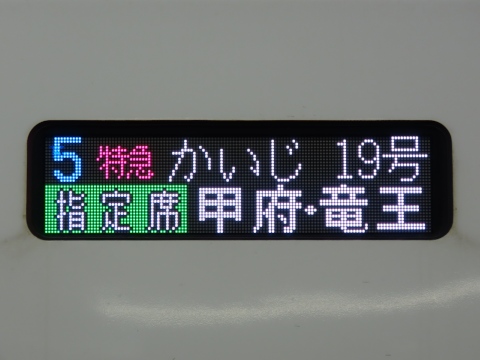 5 特急 かいじ 19号
指定席 甲府・竜王